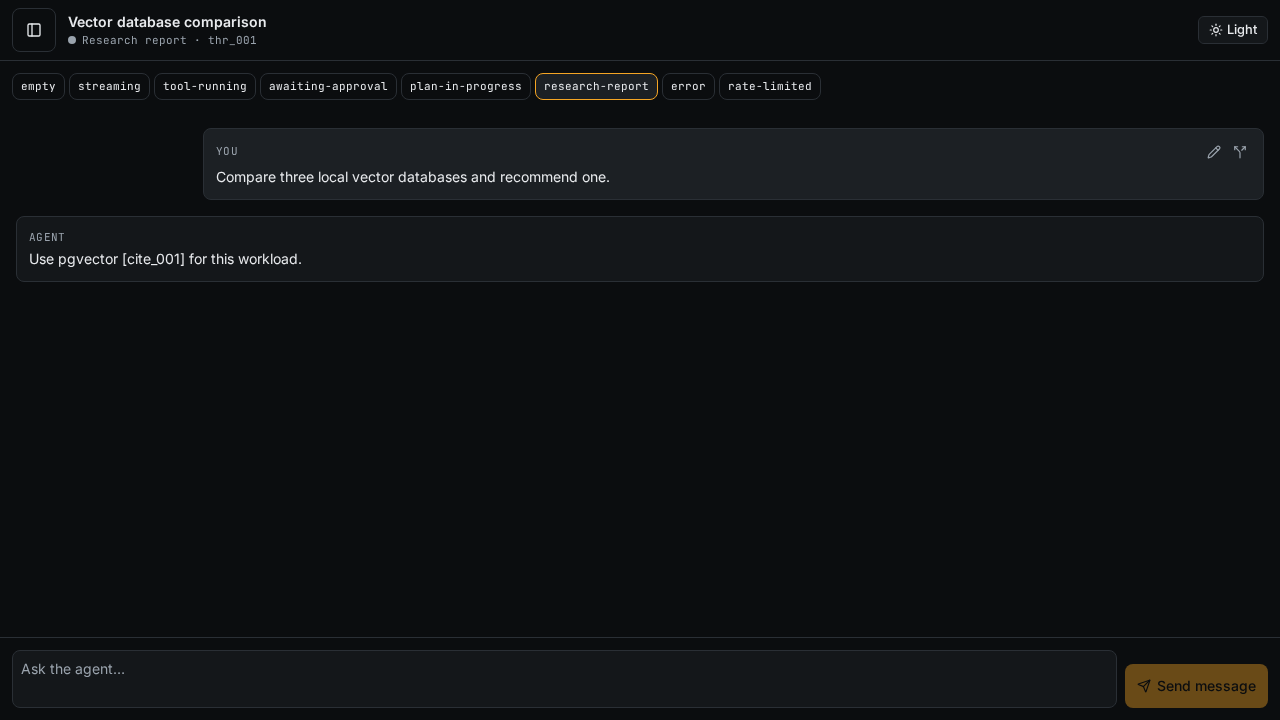 Vector database comparison
Research report · thr_001
Light
empty streaming tool-running awaiting-approval plan-in-progress research-report error rate-limited
YOU
Compare three local vector databases and recommend one.
AGENT
Use pgvector [cite_001] for this workload.
Ask the agent...
Send message